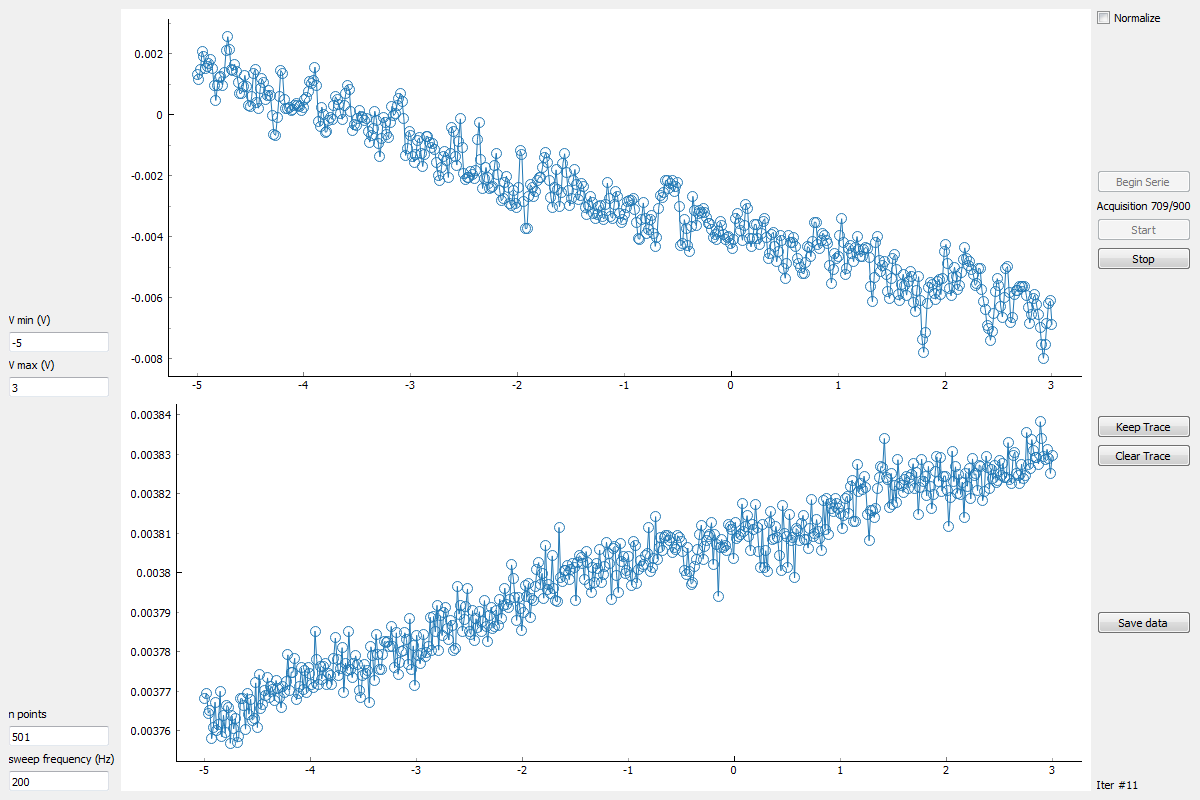 Normalize
0.002
0
-0.002
-0.004
-0.006
-0.008
-5 -4 -3 -2 -1 0 1 2 3
Begin Serie
Acquisition 709/900
Start
Stop
V min (V)
-5
V max (V)
3
0.00384
0.00383
0.00382
0.00381
0.0038
0.00379
0.00378
0.00377
0.00376
-5 -4 -3 -2 -1 0 1 2 3
Keep Trace
Clear Trace
Save data
n points
501
sweep frequency (Hz)
200
Iter #11